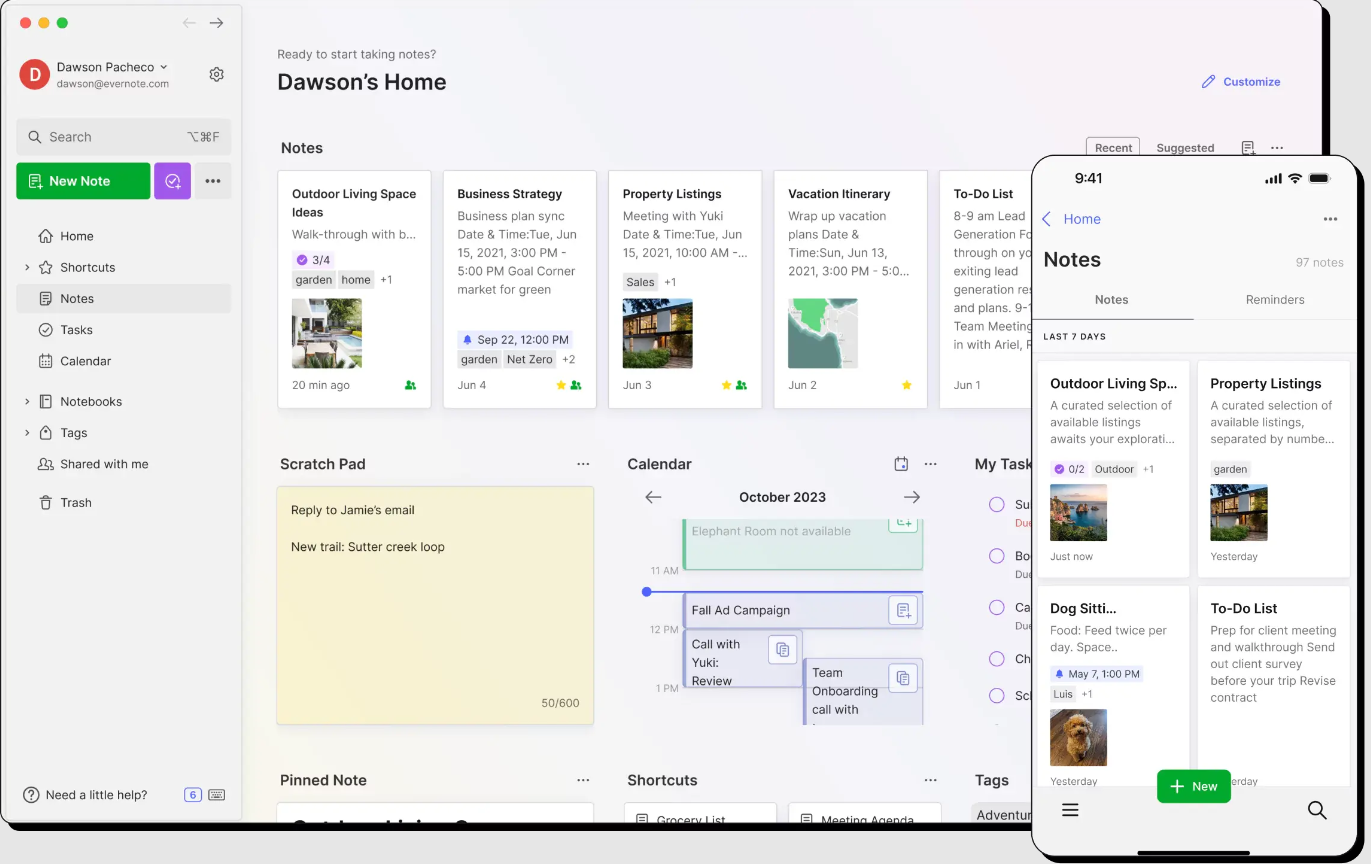 D
Dawson Pacheco
dawson@evernote.com
Search
⌥⌘F
New Note
Home
Shortcuts
Notes
Tasks
Calendar
Notebooks
Tags
Shared with me
Trash
Need a little help?
6
Ready to start taking notes?
Dawson's Home
Customize
Notes
Recent
Suggested
Outdoor Living Space
Ideas
Walk-through with b...
3/4
garden home +1
20 min ago
Business Strategy
Business plan sync
Date & Time:Tue, Jun
15, 2021, 3:00 PM -
5:00 PM Goal Corner
market for green
Sep 22, 12:00 PM
garden Net Zero +2
Jun 4
Property Listings
Meeting with Yuki
Date & Time:Tue, Jun
15, 2021, 10:00 AM -...
Sales +1
Jun 3
Vacation Itinerary
Wrap up vacation
plans Date &
Time:Sun, Jun 13,
2021, 3:00 PM - 5:0...
Jun 2
To-Do List
8-9 am Lead
Generation Fo
through on yo
exiting lead
generation res
and plans. 9-1
Team Meeting
in with Ariel, F
Jun 1
Scratch Pad
Reply to Jamie's email
New trail: Sutter creek loop
50/600
Calendar
October 2023
Elephant Room not available
11 AM
Fall Ad Campaign
12 PM
Call with
Yuki:
Review
1 PM
Team
Onboarding
call with
My Task
Su
Due
Bo
Due
Ca
Due
Ch
Scl
Pinned Note
Shortcuts
Grocery List
Meeting Agenda
Tags
Adventur
9:41
Home
Notes
97 notes
Notes
Reminders
LAST 7 DAYS
Outdoor Living Sp...
A curated selection of
available listings
awaits your explorati...
0/2 Outdoor +1
Just now
Property Listings
A curated selection of
available listings,
separated by numbe...
garden
Yesterday
Dog Sitti...
Food: Feed twice per
day. Space..
May 7, 1:00 PM
Luis +1
Yesterday
To-Do List
Prep for client meeting
and walkthrough Send
out client survey
before your trip Revise
contract
erday
New